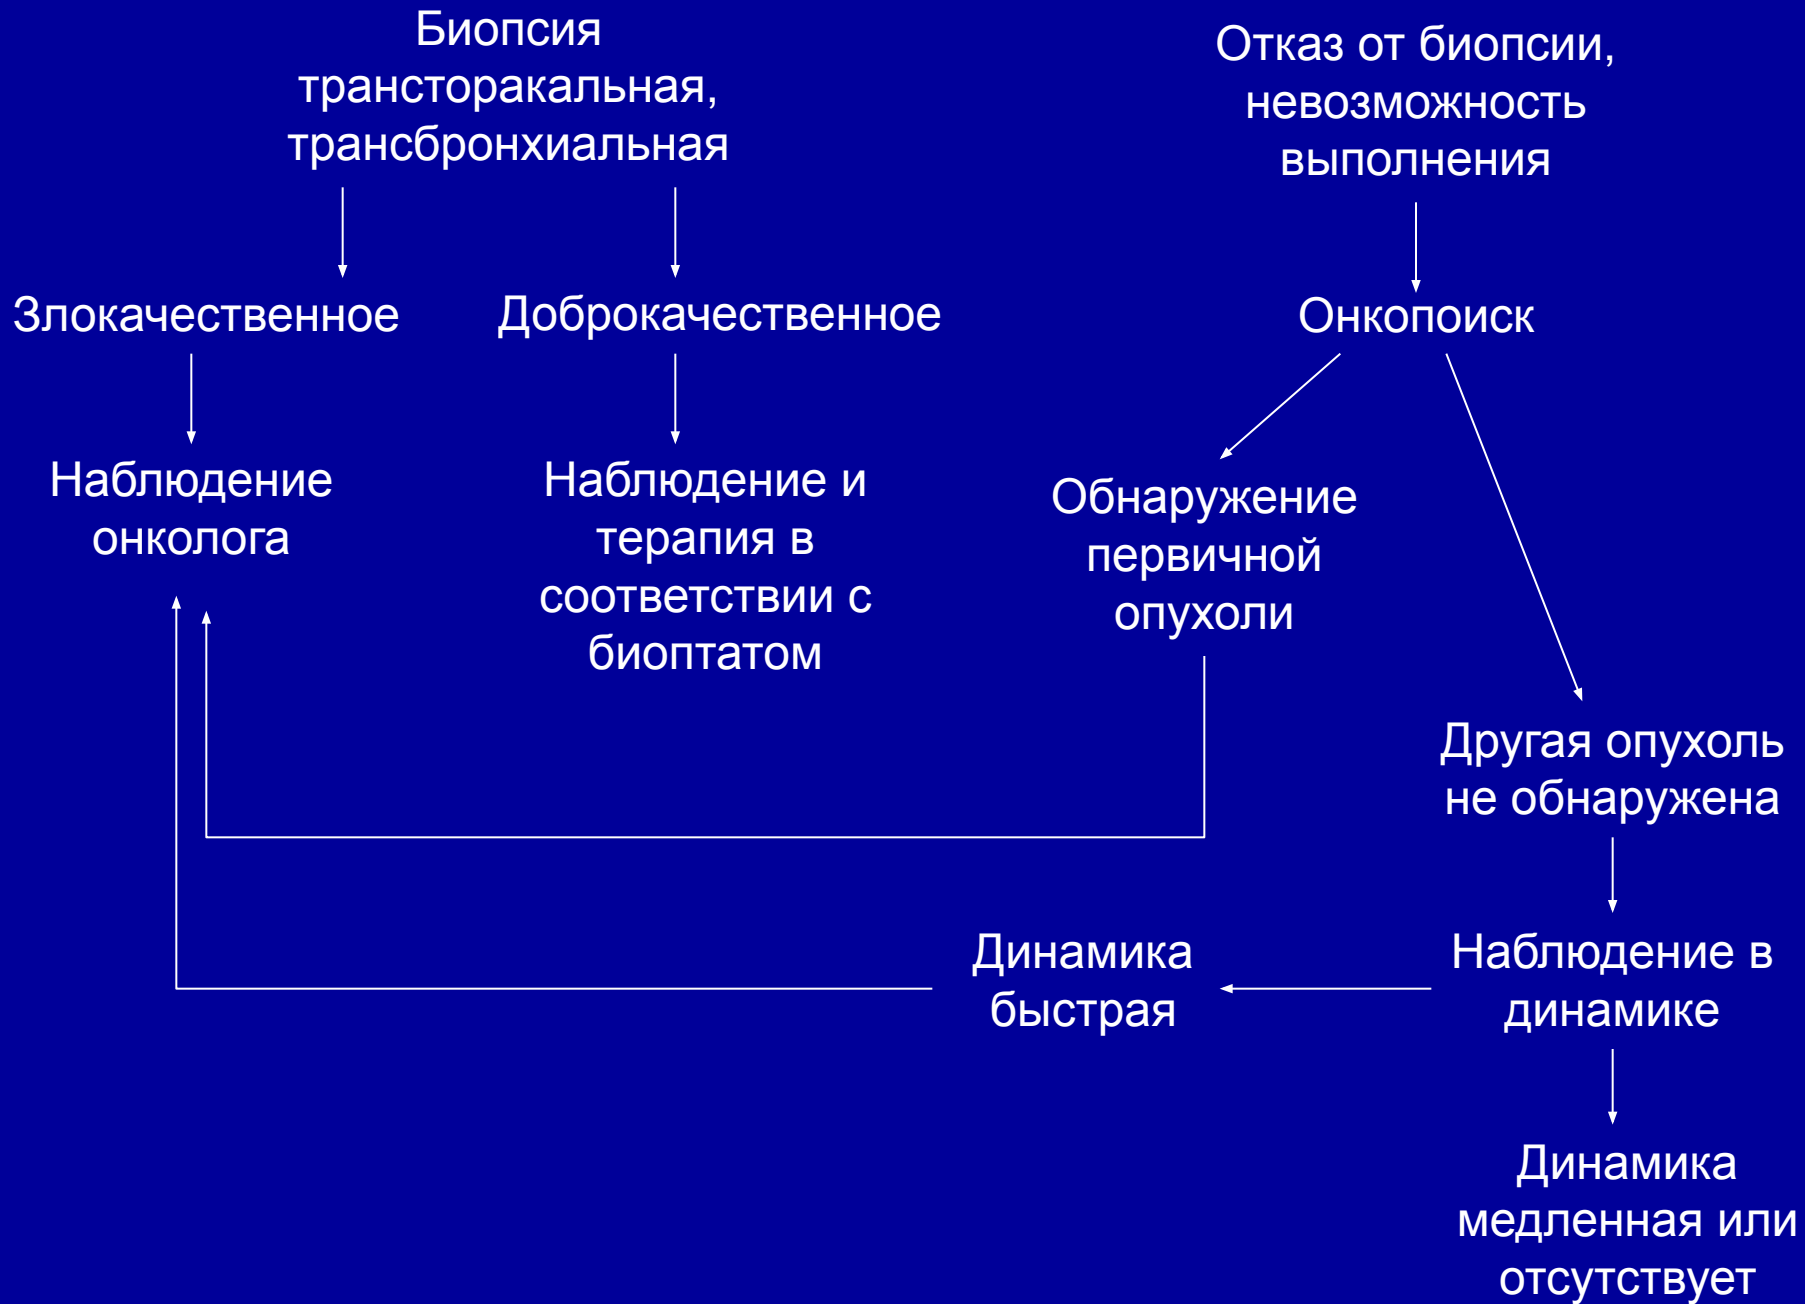 Биопсия
трансторакальная,
трансбронхиальная
Отказ от биопсии,
невозможность
выполнения
Злокачественное
Доброкачественное
Онкопоиск
Наблюдение
онколога
Наблюдение и
терапия в
соответствии с
биоптатом
Обнаружение
первичной
опухоли
Другая опухоль
не обнаружена
Динамика
быстрая
Наблюдение в
динамике
Динамика
медленная или
отсутствует